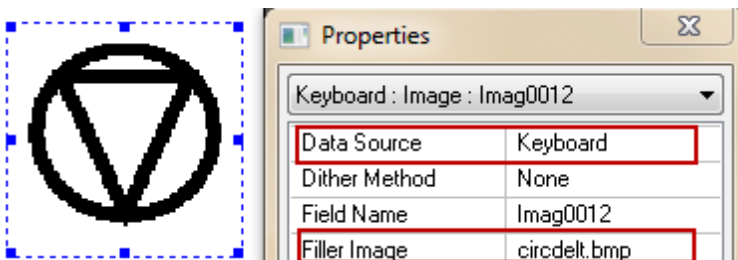 Properties
Keyboard : Image : Imag0012
Data Source Keyboard
Dither Method None
Field Name Imag0012
Filler Image circdelt.bmp